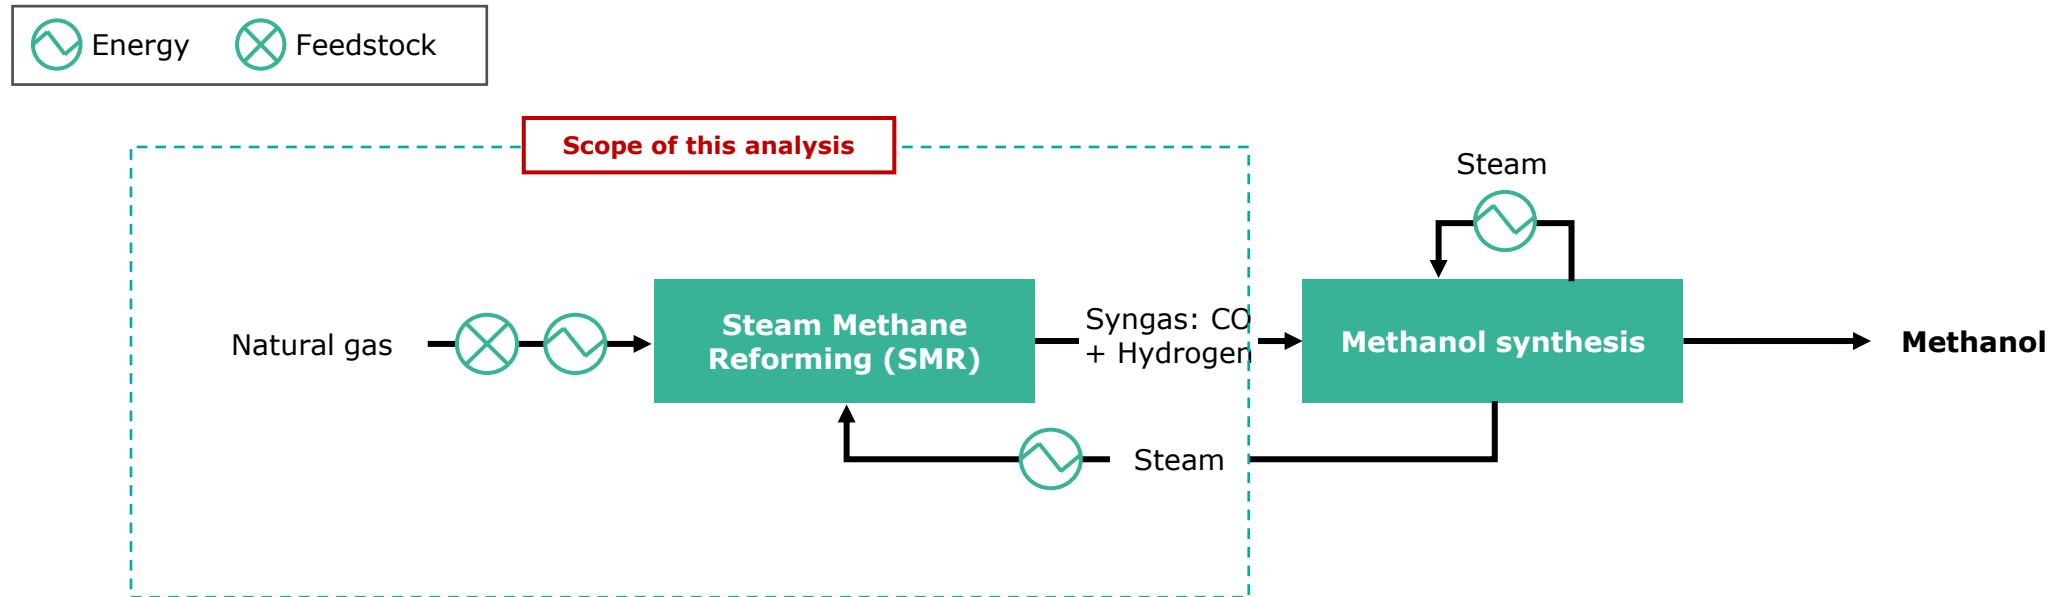 Energy
Feedstock
Scope of this analysis
Steam
Natural gas
Steam Methane
Reforming (SMR)
Syngas: CO
+ Hydrogen
Methanol synthesis
Methanol
Steam